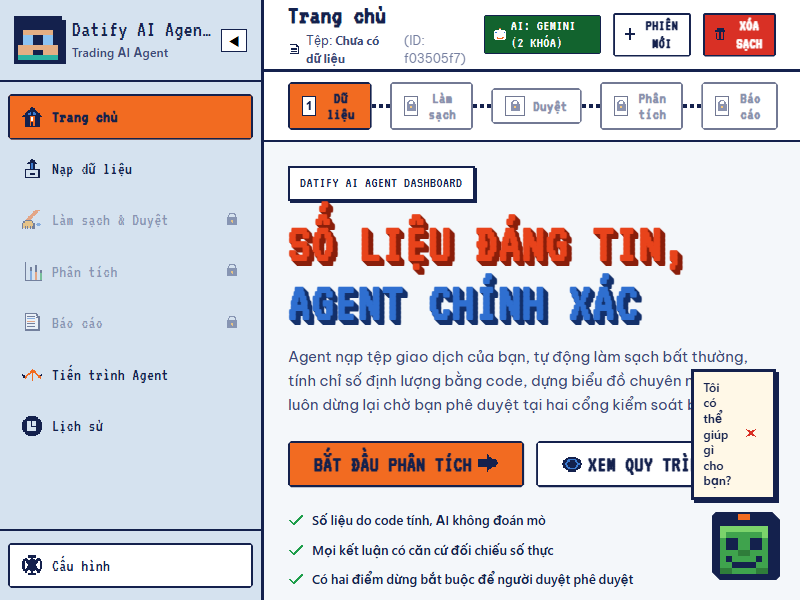 Datify AI Agen...
Trading AI Agent
Trang chủ
Nạp dữ liệu
Làm sạch & Duyệt
Phân tích
Báo cáo
Tiến trình Agent
Lịch sử
Cấu hình
Trang chủ
Tệp: Chưa có dữ liệu
(ID: f03505f7)
AI: GEMINI
(2 KHÓA)
PHIÊN MỚI
XÓA SẠCH
1 Dữ liệu
Làm sạch
Duyệt
Phân tích
Báo cáo
DATIFY AI AGENT DASHBOARD
SỐ LIỆU ĐÁNG TIN,
AGENT CHÍNH XÁC
Agent nạp tệp giao dịch của bạn, tự động làm sạch bất thường,
tính chỉ số định lượng bằng code, dựng biểu đồ chuyên
luôn dừng lại chờ bạn phê duyệt tại hai cổng kiểm soát
Tôi
có
thể
giúp
gì
cho
bạn?
BẮT ĐẦU PHÂN TÍCH
XEM QUY
Số liệu do code tính, AI không đoán mò
Mọi kết luận có căn cứ đối chiếu số thực
Có hai điểm dừng bắt buộc để người duyệt phê duyệt